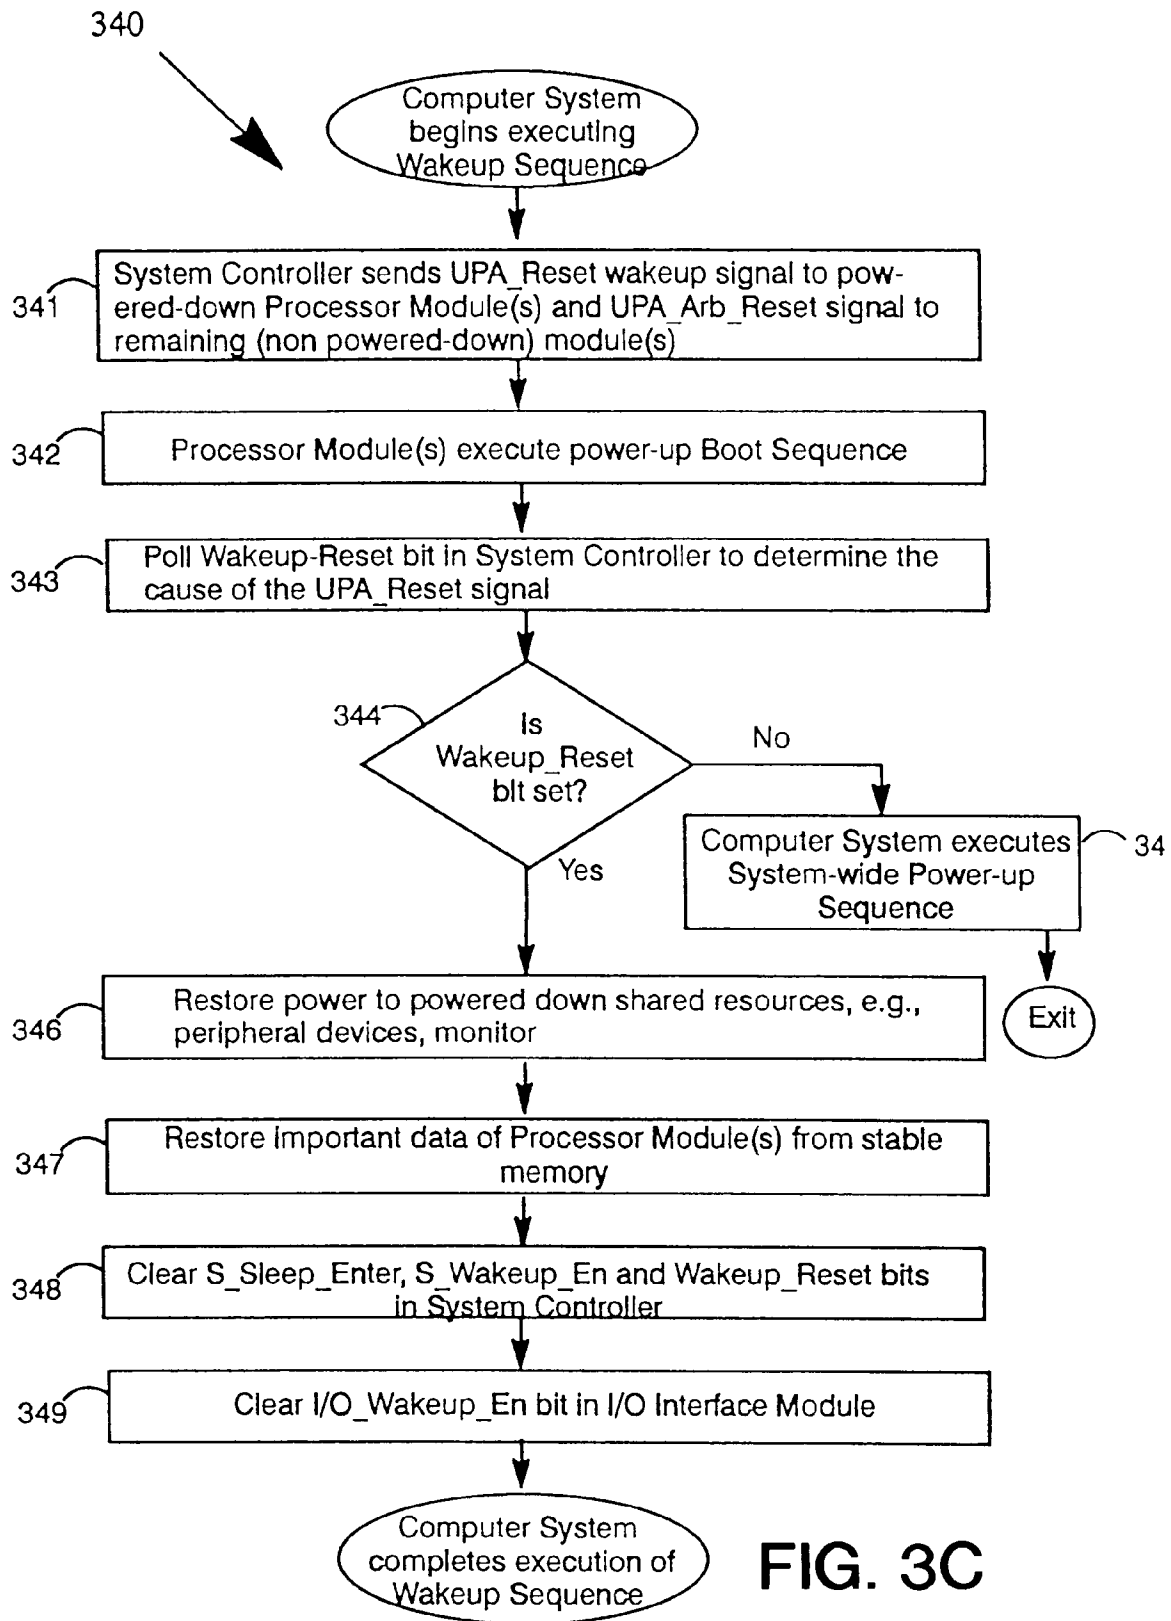 340
Computer System
begins executing
Wakeup Sequence
341
System Controller sends UPA_Reset wakeup signal to pow-
ered-down Processor Module(s) and UPA_Arb_Reset signal to
remaining (non powered-down) module(s)
342
Processor Module(s) execute power-up Boot Sequence
343
Poll Wakeup-Reset bit in System Controller to determine the
cause of the UPA_Reset signal
344
Is
Wakeup_Reset
bit set?
No
Yes
Computer System executes
System-wide Power-up
Sequence
34
Exit
346
Restore power to powered down shared resources, e.g.,
peripheral devices, monitor
347
Restore important data of Processor Module(s) from stable
memory
348
Clear S_Sleep_Enter, S_Wakeup_En and Wakeup_Reset bits
in System Controller
349
Clear I/O_Wakeup_En bit in I/O Interface Module
Computer System
completes execution of
Wakeup Sequence
FIG. 3C